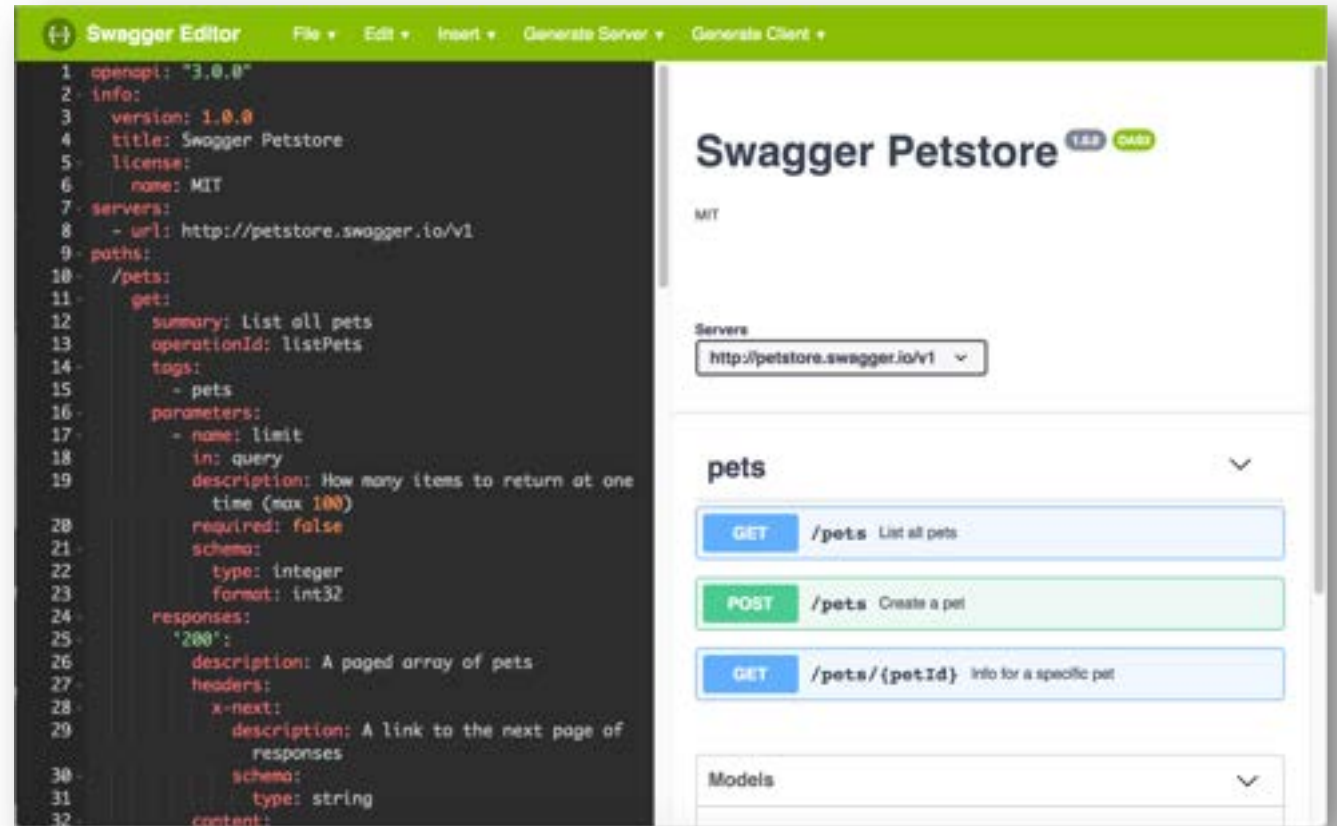 Swagger Editor File Edit Insert Generate Server Generate Client
1 openapi: "3.0.0"
2 info:
3 version: 1.0.0
4 title: Swagger Petstore
5 license:
6 name: MIT
7 servers:
8 - url: http://petstore.swagger.io/v1
9 paths:
10 /pets:
11 get:
12 summary: List all pets
13 operationId: listPets
14 tags:
15 - pets
16 parameters:
17 - name: limit
18 in: query
19 description: How many items to return at one
time (max 100)
20 required: false
21 schema:
22 type: integer
23 format: int32
24 responses:
25 '200':
26 description: A paged array of pets
27 headers:
28 x-next:
29 description: A link to the next page of
responses
30 schema:
31 type: string
32 content:
Swagger Petstore 1.0.0 OAS3
MIT
Servers
http://petstore.swagger.io/v1
pets
GET /pets List all pets
POST /pets Create a pet
GET /pets/{petId} Info for a specific pet
Models